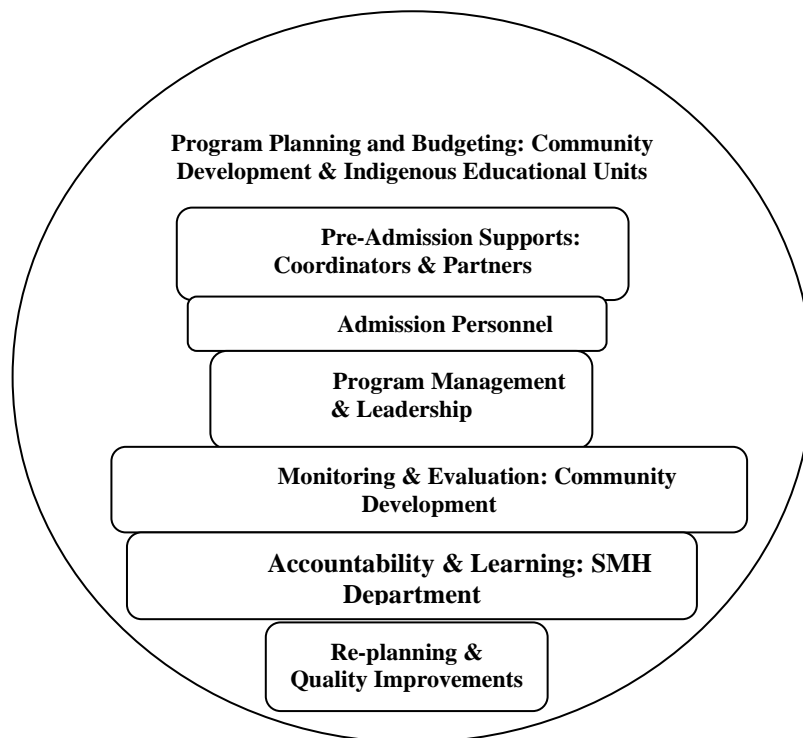 Program Planning and Budgeting: Community
Development & Indigenous Educational Units
Pre-Admission Supports:
Coordinators & Partners
Admission Personnel
Program Management
& Leadership
Monitoring & Evaluation: Community
Development
Accountability & Learning: SMH
Department
Re-planning &
Quality Improvements